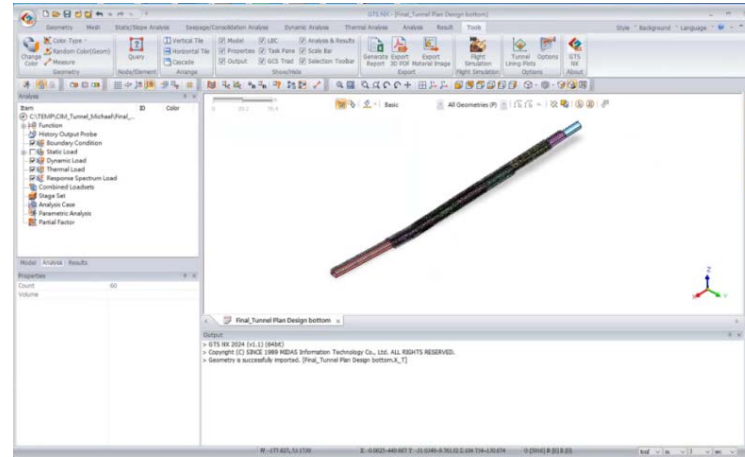 GTS NX - [Final_Tunnel Plan Design bottom]
Geometry Mesh Static/Slope Analysis Seepage/Consolidation Analysis Dynamic Analysis Thermal Analysis Analysis Result Tools Style Background Language
Change Color
Color Type
Random Color(Geom)
Measure
Geometry
Query
Node/Element
Vertical Tile
Horizontal Tile
Cascade
Arrange
Model LBC Analysis & Results
Properties Task Pane Scale Bar
Output GCS Triad Selection Toolbar
Show/Hide
Generate Report
Export 3D PDF
Export Material Image
Export
Flight Simulation
Flight Simulation
Tunnel Lining Plots
Options
Options
GTS NX
About
Analysis
Item ID Color
C:\TEMP\CIM_Tunnel_Michael\Final_...
Function
History Output Probe
Boundary Condition
Static Load
Dynamic Load
Thermal Load
Response Spectrum Load
Combined Loadsets
Stage Set
Analysis Case
Parametric Analysis
Partial Factor
Model Analysis Results
Properties
Count 60
Volume
Basic
All Geometries (P)
Final_Tunnel Plan Design bottom
Z
Output
> GTS NX 2024 (v1.1) (64bit)
> Copyright (C) SINCE 1989 MIDAS Information Technology Co., Ltd. ALL RIGHTS RESERVED.
> Geometry is successfully imported. [Final_Tunnel Plan Design bottom.X_T]